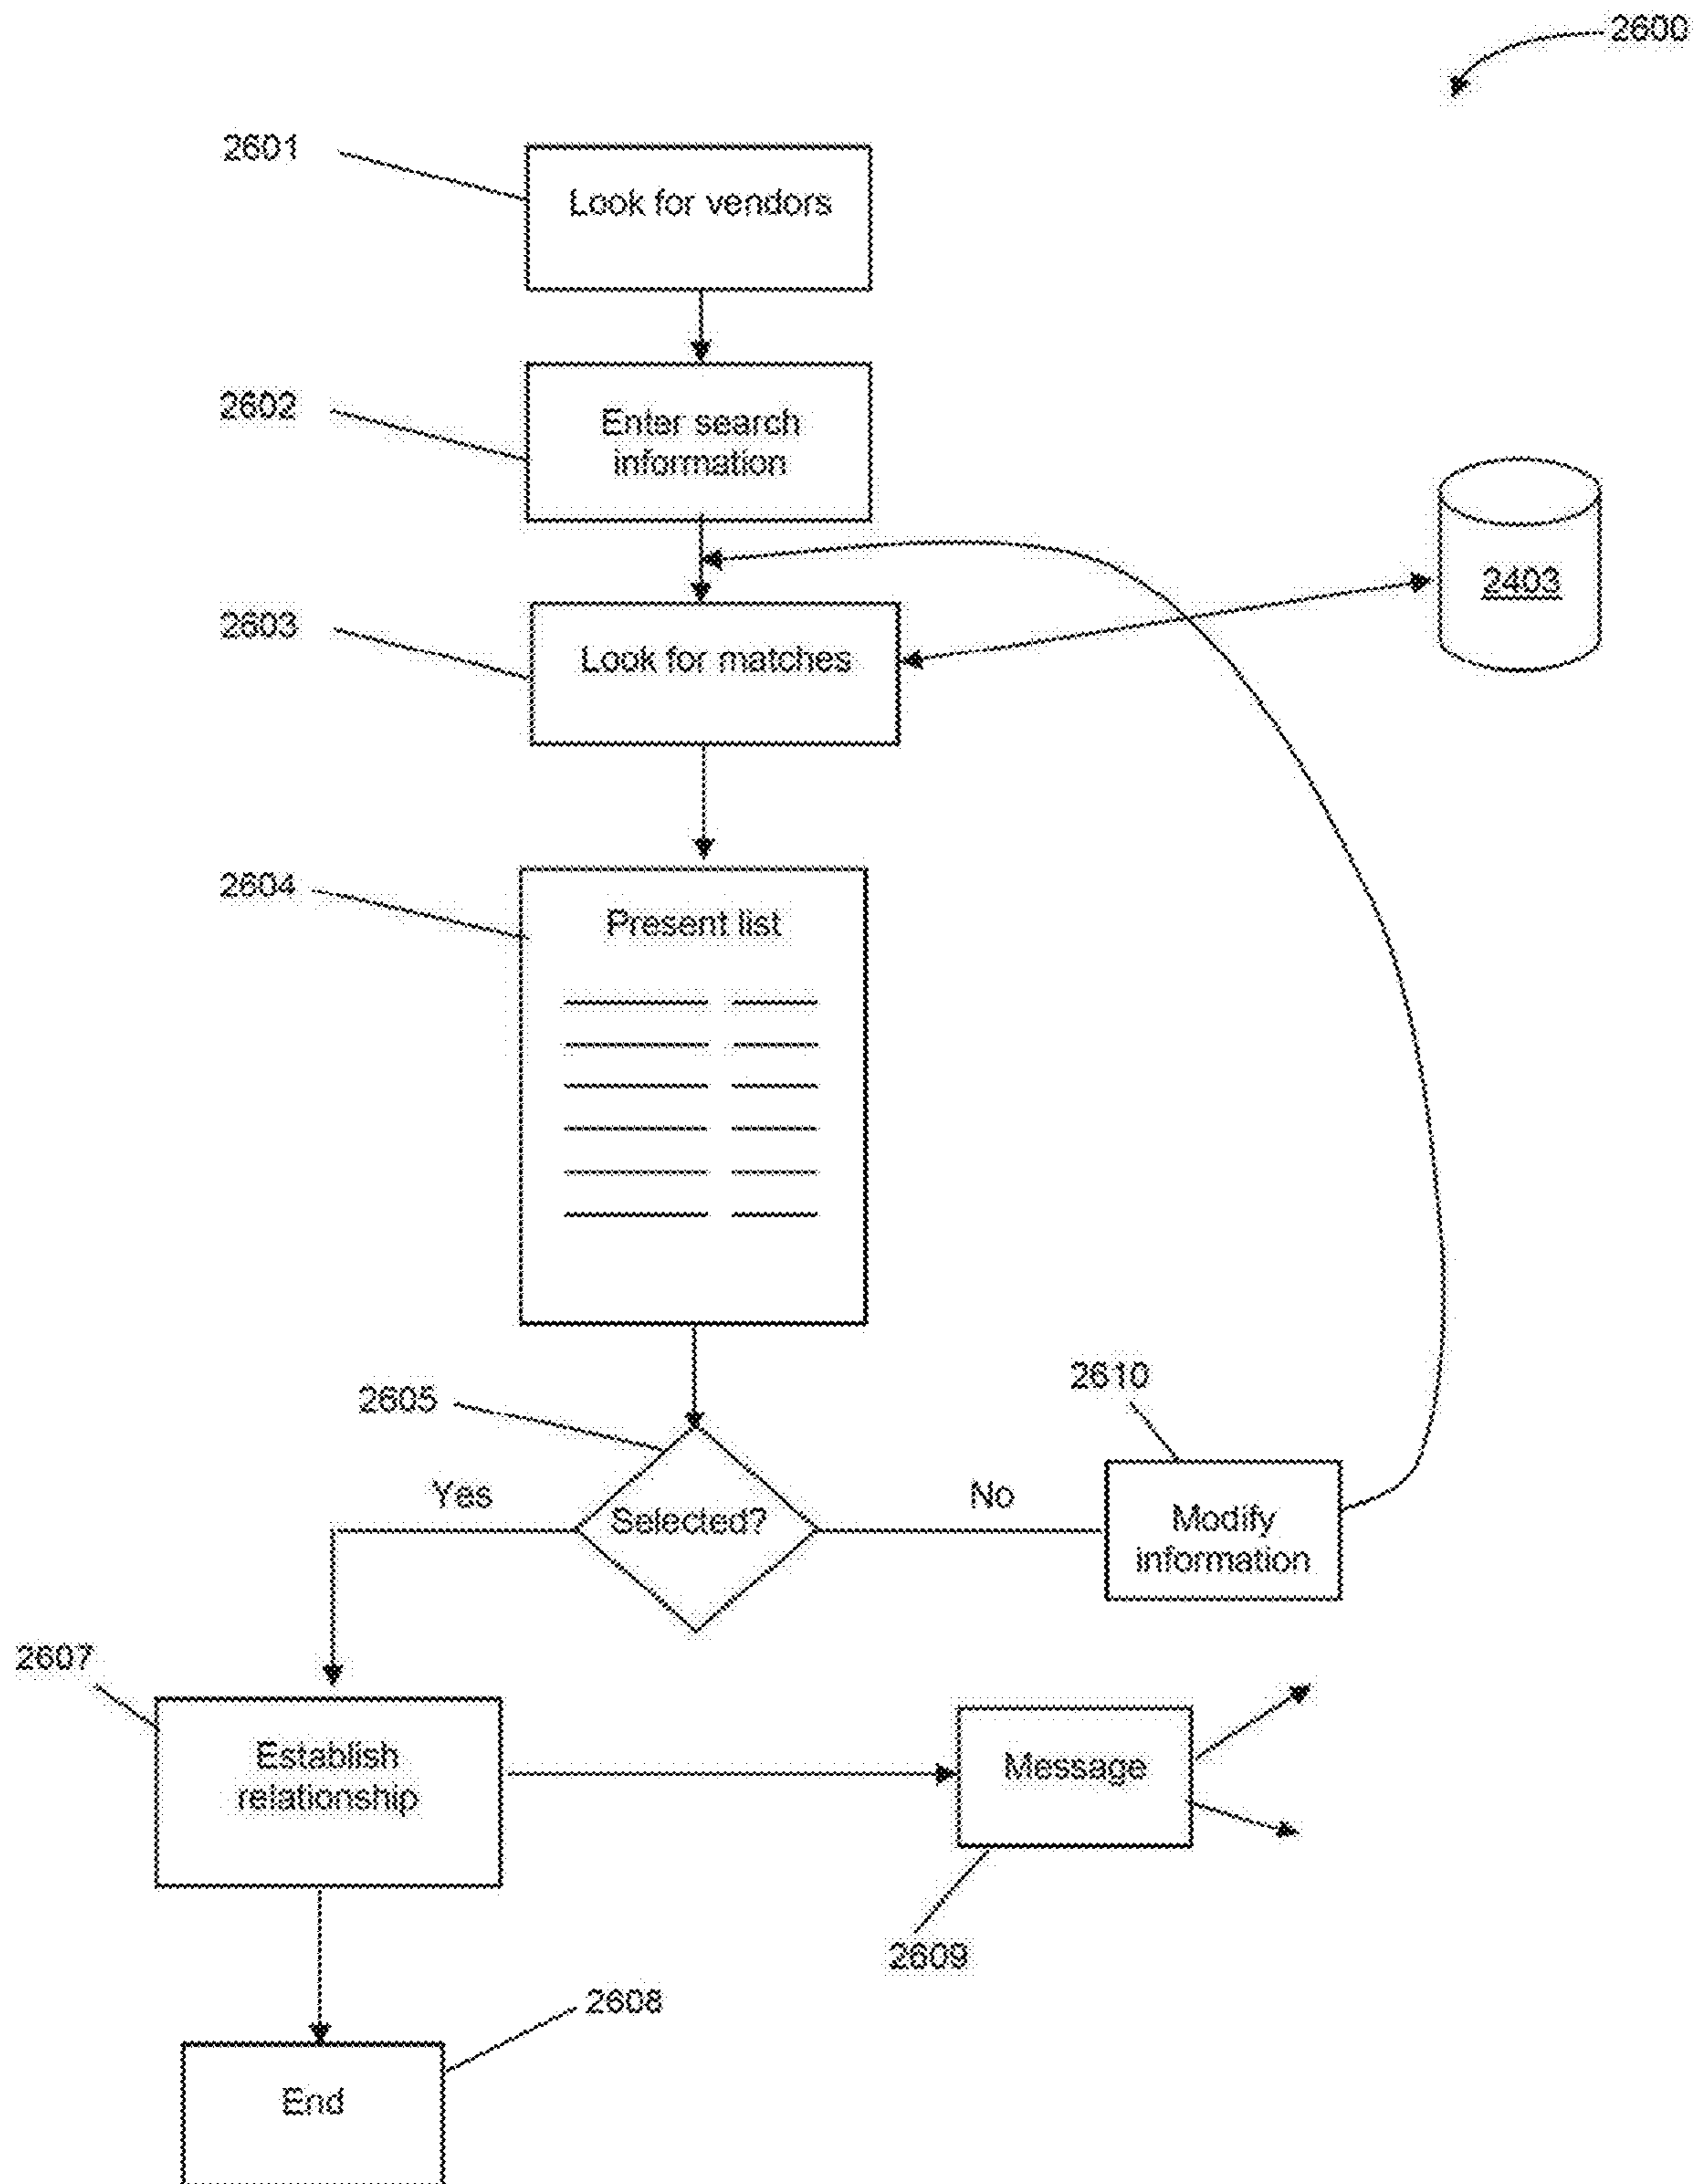 2600
2601
Look for vendors
2602
Enter search
information
2403
2603
Look for matches
2604
Present list
2605
2610
Yes
Selected?
No
Modify
information
2607
Establish
relationship
Message
2609
2608
End